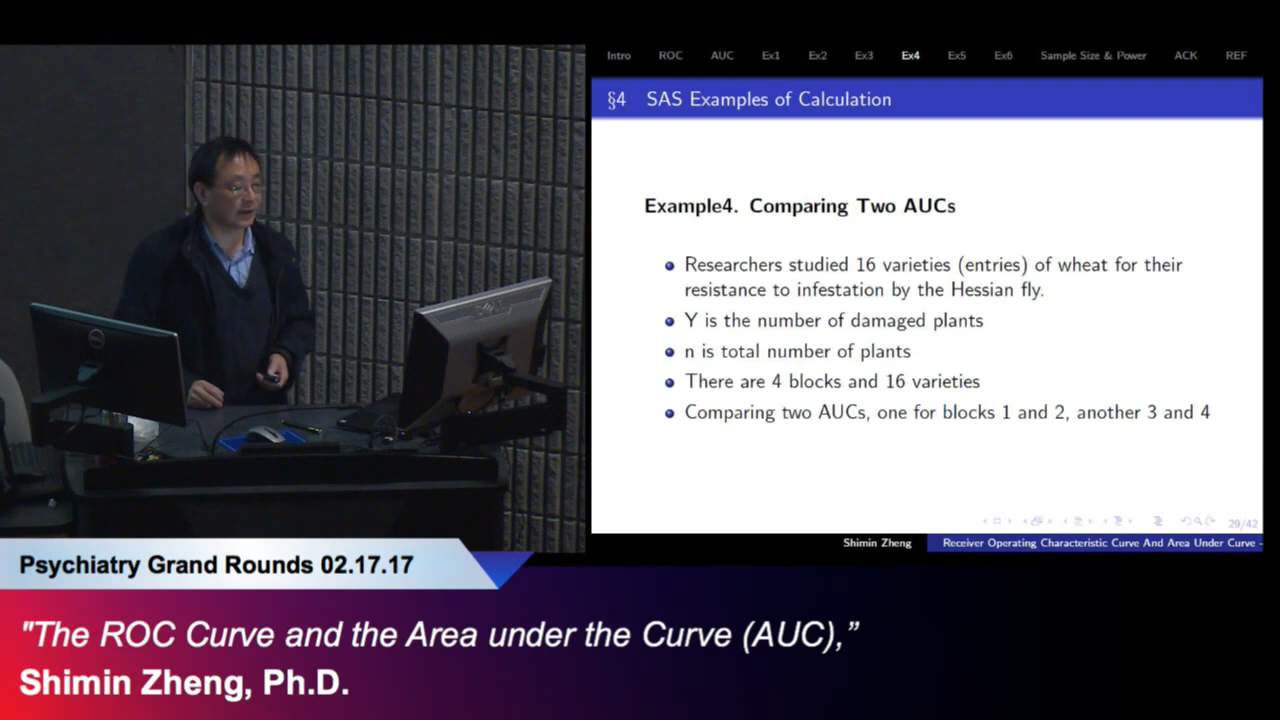 Intro ROC AUC Ex1 Ex2 Ex3 Ex4 Ex5 Ex6 Sample Size & Power ACK REF
§4 SAS Examples of Calculation
Example4. Comparing Two AUCs
Researchers studied 16 varieties (entries) of wheat for their
resistance to infestation by the Hessian fly.
Y is the number of damaged plants
n is total number of plants
There are 4 blocks and 16 varieties
Comparing two AUCs, one for blocks 1 and 2, another 3 and 4
29/42
Shimin Zheng Receiver Operating Characteristic Curve And Area Under Curve -
Psychiatry Grand Rounds 02.17.17
"The ROC Curve and the Area under the Curve (AUC),”
Shimin Zheng, Ph.D.